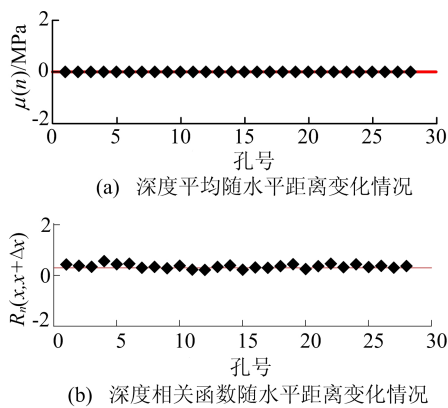 2
0
-2
μ(n)/MPa
0 5 10 15 20 25 30
孔号
(a) 深度平均随水平距离变化情况
2
0
-2
Rn(x,x+Δx)
0 5 10 15 20 25 30
孔号
(b) 深度相关函数随水平距离变化情况